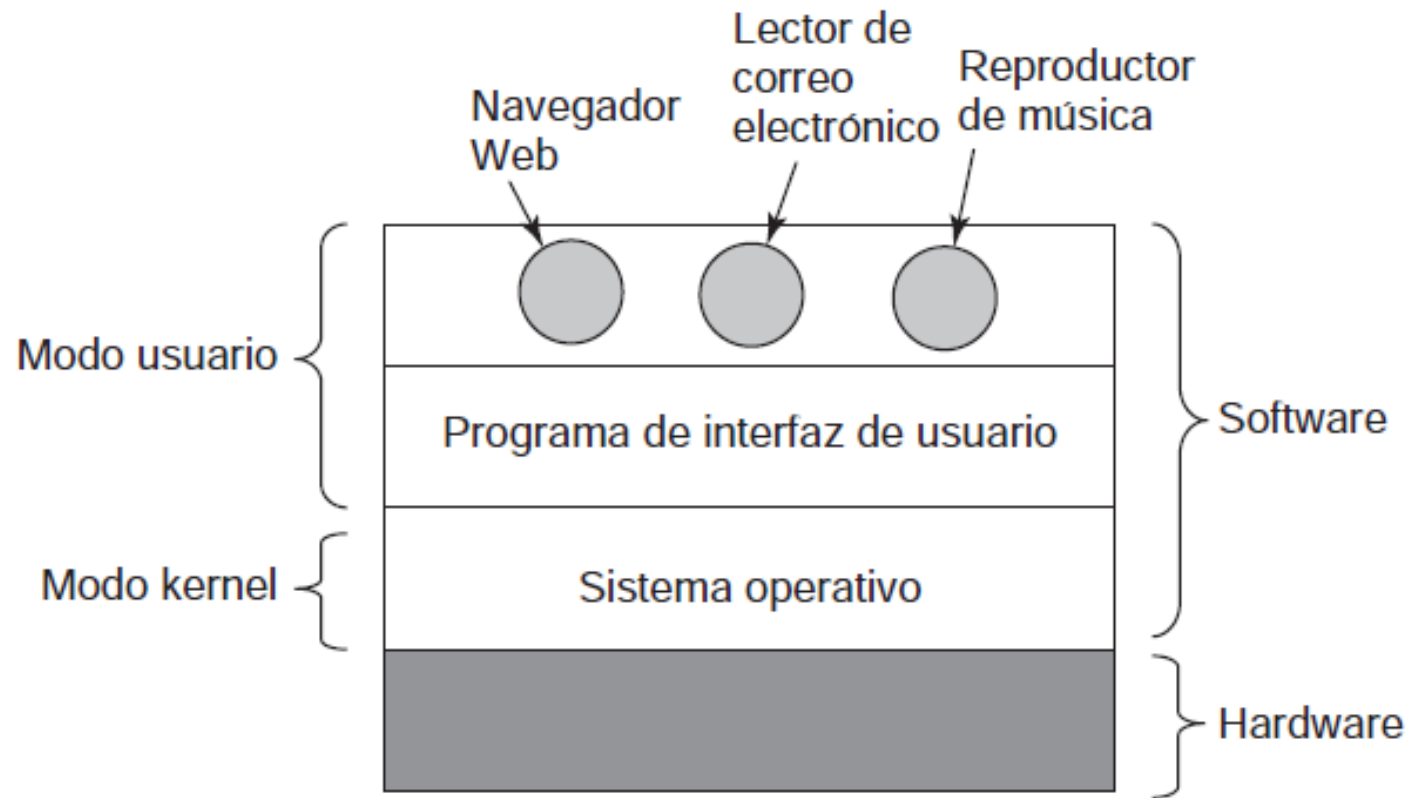 Navegador
Web
Lector de
correo
electrónico
Reproductor
de música
Modo usuario
Programa de interfaz de usuario
Software
Modo kernel
Sistema operativo
Hardware